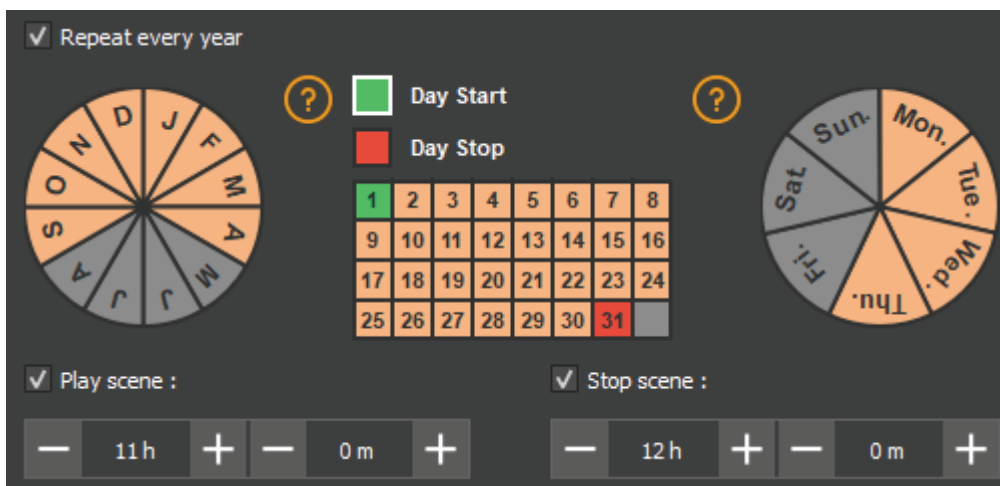 Repeat every year
J
F
M
A
M
J
J
A
S
O
N
D
?
Day Start
Day Stop
1 2 3 4 5 6 7 8
9 10 11 12 13 14 15 16
17 18 19 20 21 22 23 24
25 26 27 28 29 30 31
?
Mon.
Tue.
Wed.
Thu.
Fri.
Sat
Sun.
Play scene :
Stop scene :
− 11 h + − 0 m +
− 12 h + − 0 m +